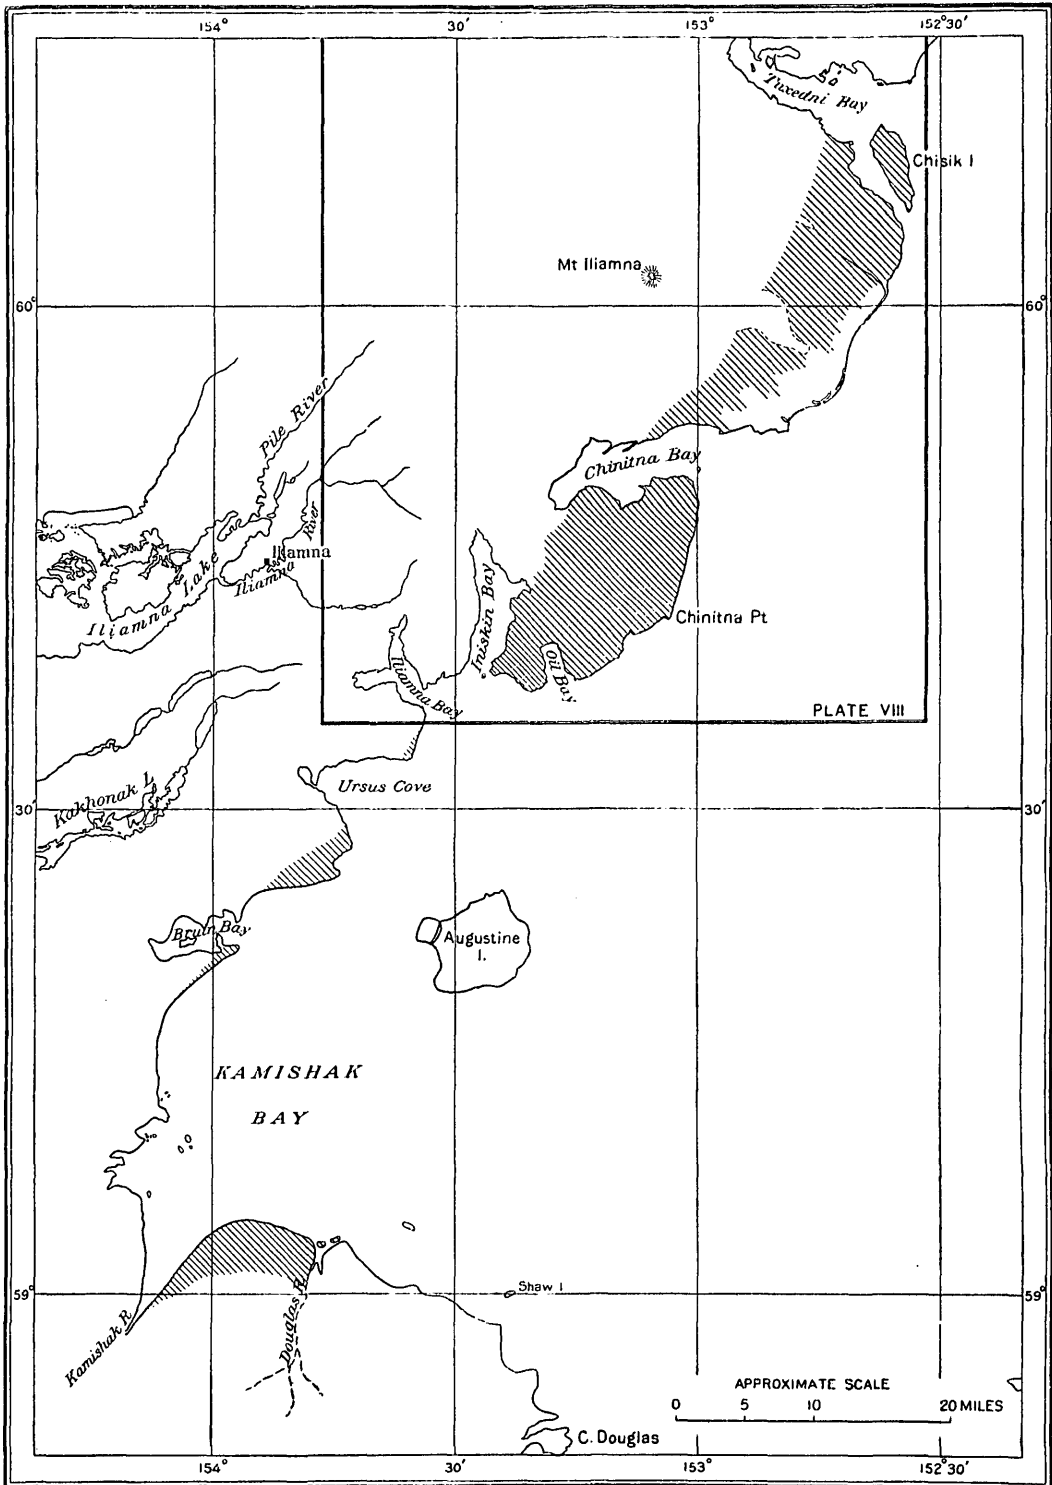 154° 30′ 153° 152°30′
Tuxedni Bay
Chisik I
Mt Iliamna
60° 60°
Pile River
Chinitna Bay
River
Iliamna
Iliamna
Iliamna Lake
Iniskin Bay
Chinitna Pt
Oil Bay
Iliamna Bay
PLATE VIII
Ursus Cove
Kakhonak L
30′ 30′
Bruin Bay
Augustine
I.
KAMISHAK
BAY
Shaw I
59° 59°
Douglas R
Kamishak R
APPROXIMATE SCALE
0 5 10 20 MILES
C. Douglas
154° 30′ 153° 152°30′